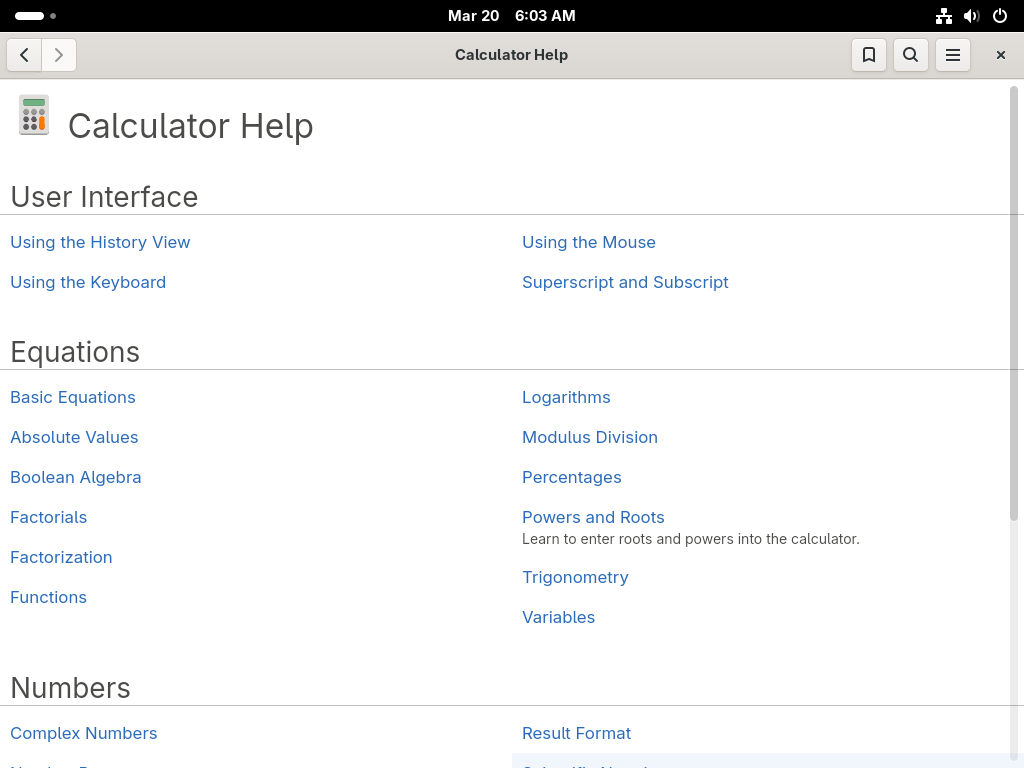 Mar 20 6:03 AM
Calculator Help
Calculator Help
User Interface
Using the History View
Using the Keyboard
Using the Mouse
Superscript and Subscript
Equations
Basic Equations
Absolute Values
Boolean Algebra
Factorials
Factorization
Functions
Logarithms
Modulus Division
Percentages
Powers and Roots
Learn to enter roots and powers into the calculator.
Trigonometry
Variables
Numbers
Complex Numbers
Result Format